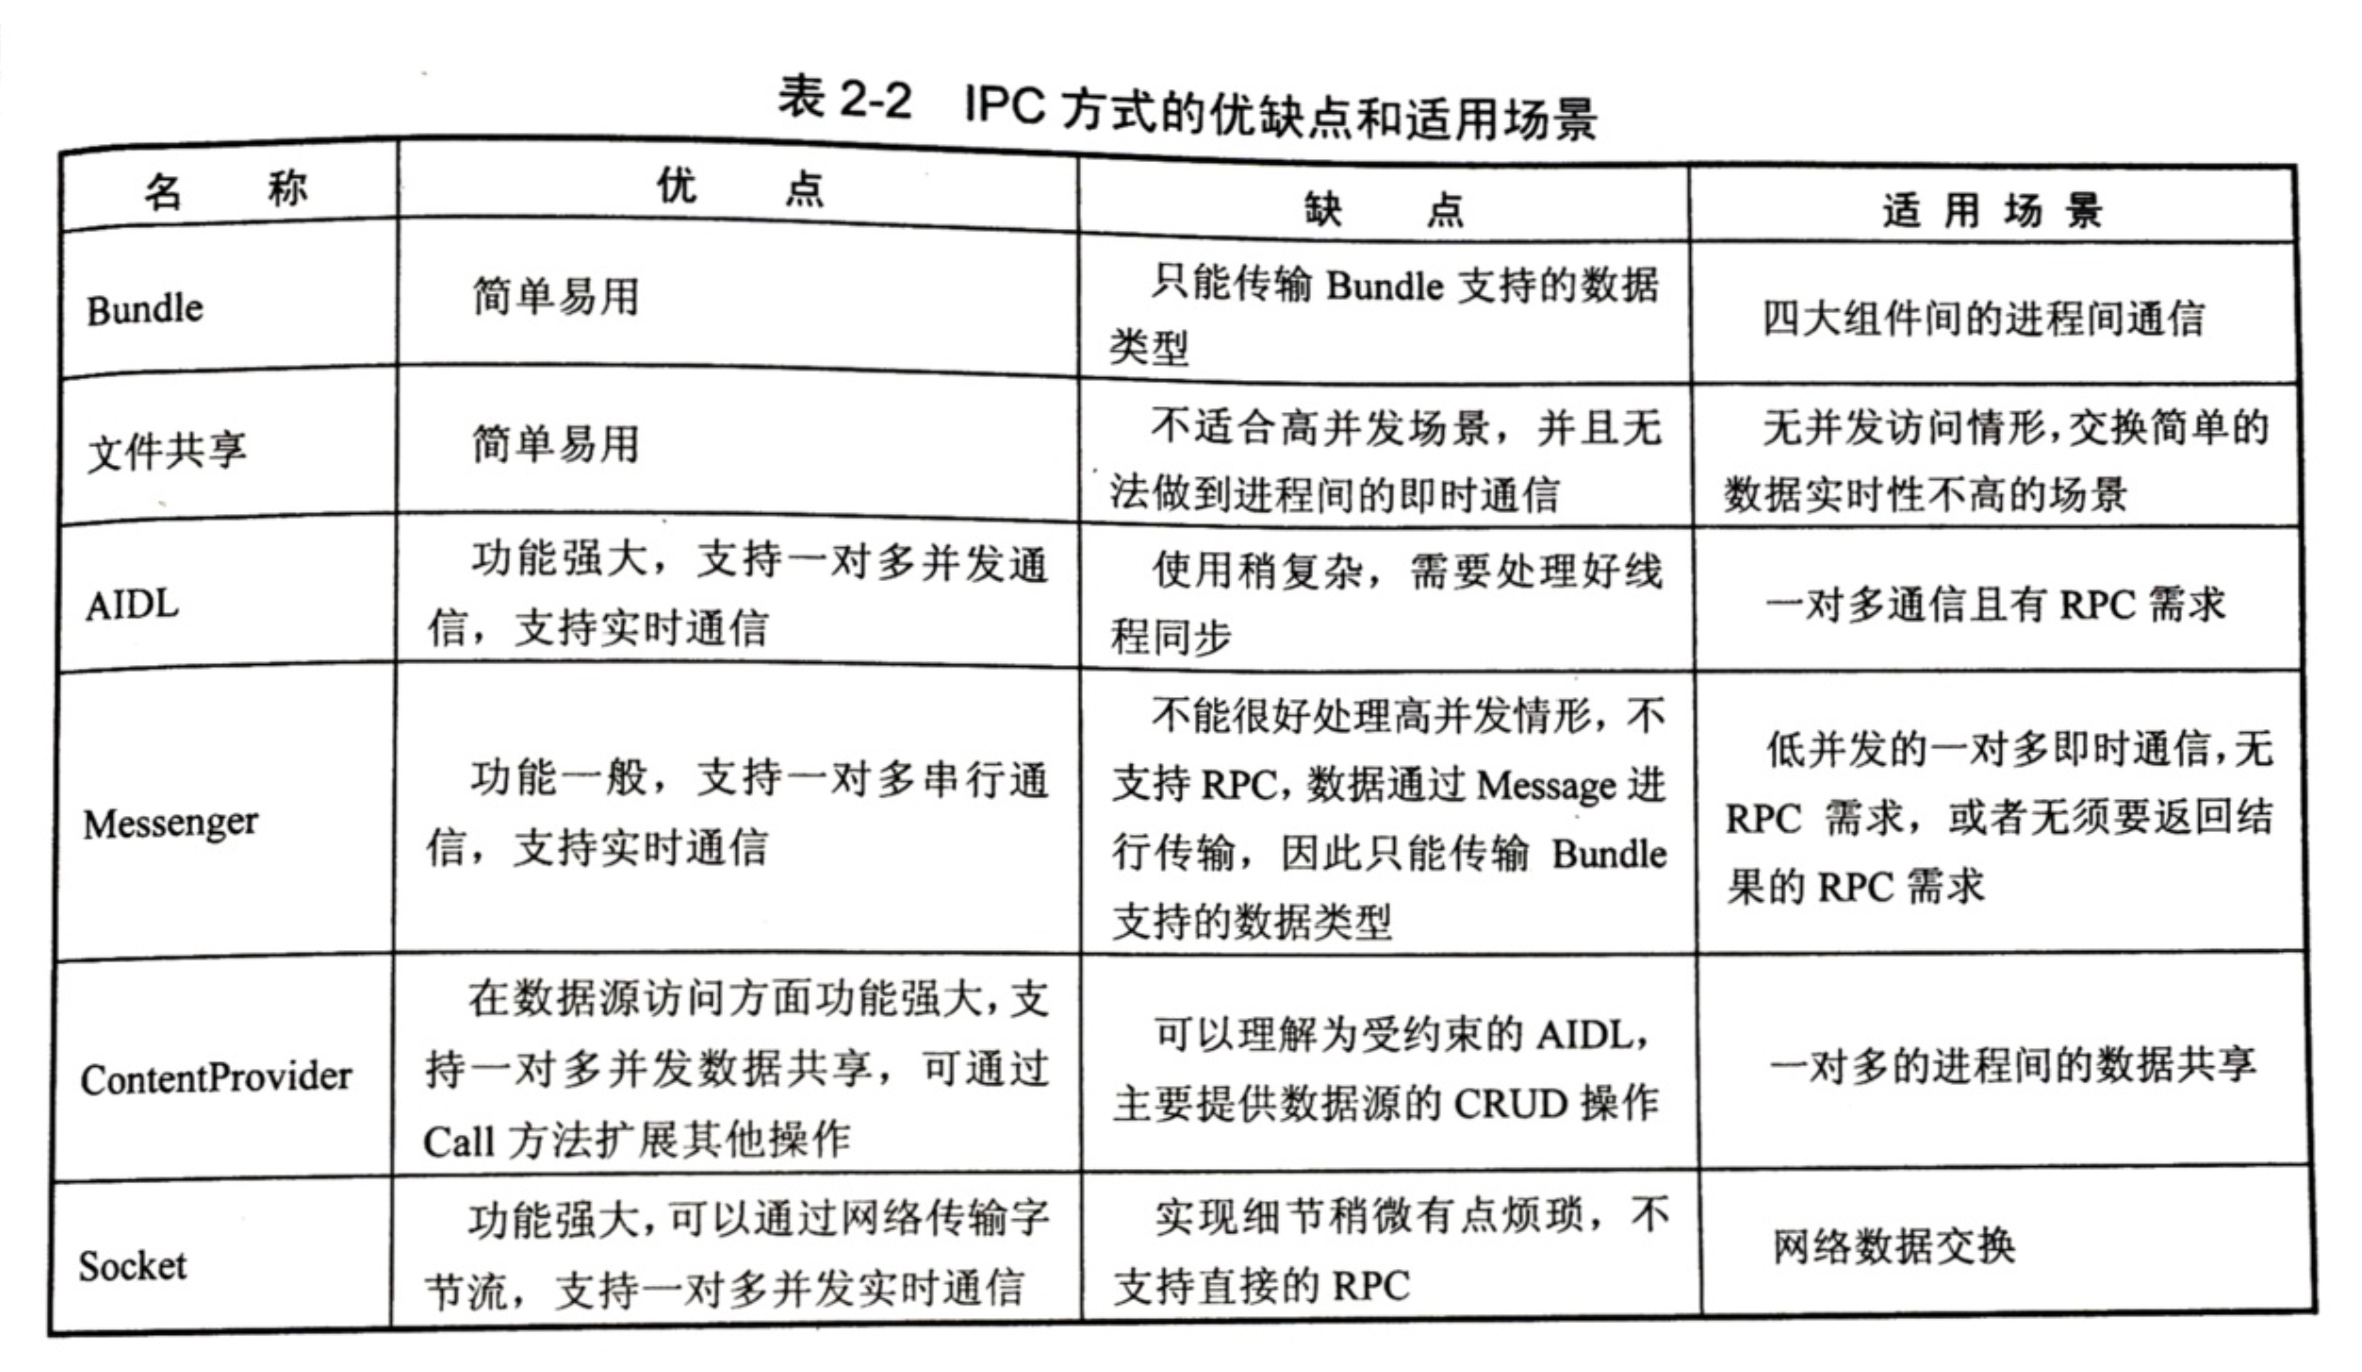 表 2-2 IPC 方式的优缺点和适用场景
名 称 优 点 缺 点 适 用 场 景
Bundle
简单易用
只能传输 Bundle 支持的数据
类型
四大组件间的进程间通信
文件共享
简单易用
不适合高并发场景，并且无
法做到进程间的即时通信
无并发访问情形，交换简单的
数据实时性不高的场景
AIDL
功能强大，支持一对多并发通
信，支持实时通信
使用稍复杂，需要处理好线
程同步
一对多通信且有 RPC 需求
Messenger
功能一般，支持一对多串行通
信，支持实时通信
不能很好处理高并发情形，不
支持 RPC，数据通过 Message 进
行传输，因此只能传输 Bundle
支持的数据类型
低并发的一对多即时通信，无
RPC 需求，或者无须要返回结
果的 RPC 需求
ContentProvider
在数据源访问方面功能强大，支
持一对多并发数据共享，可通过
Call 方法扩展其他操作
可以理解为受约束的 AIDL，
主要提供数据源的 CRUD 操作
一对多的进程间的数据共享
Socket
功能强大，可以通过网络传输字
节流，支持一对多并发实时通信
实现细节稍微有点烦琐，不
支持直接的 RPC
网络数据交换